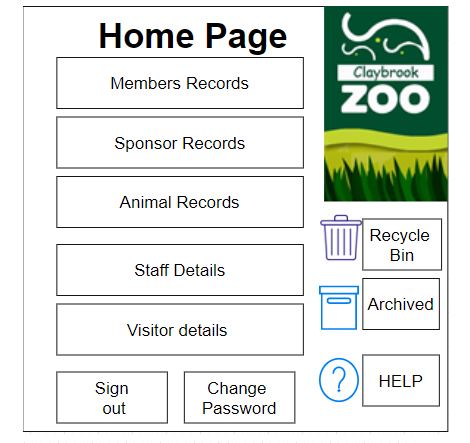 Home Page
Claybrook
ZOO
Members Records
Sponsor Records
Animal Records
Staff Details
Visitor details
Recycle
Bin
Archived
HELP
?
Sign
out
Change
Password